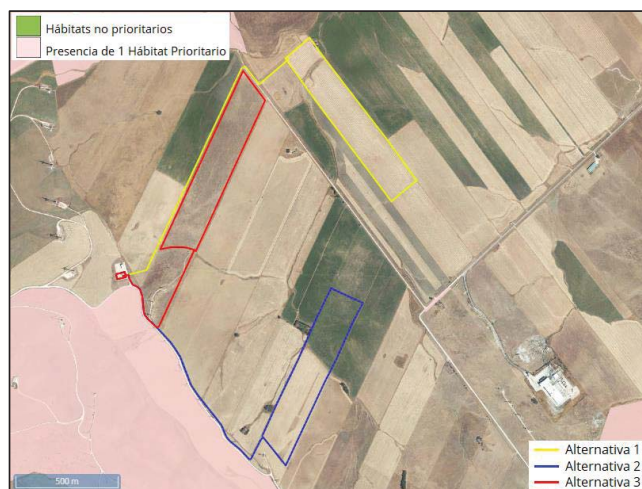 Hábitats no prioritarios
Presencia de 1 Hábitat Prioritario
500 m
Alternativa 1
Alternativa 2
Alternativa 3